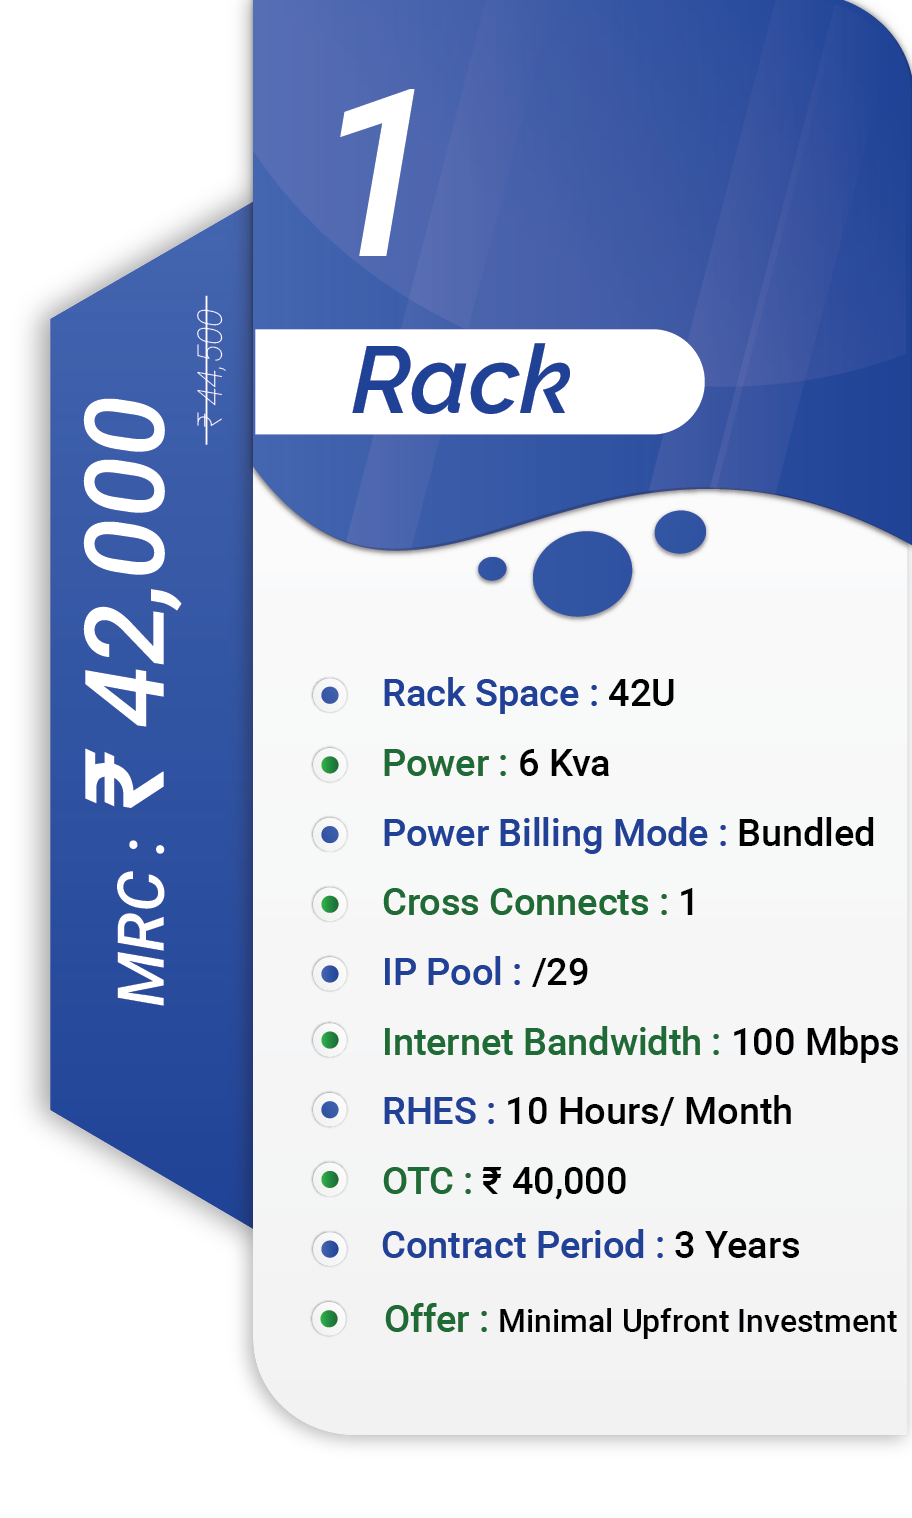 1
Rack
₹ 44,500
MRC : ₹ 42,000
Rack Space : 42U
Power : 6 Kva
Power Billing Mode : Bundled
Cross Connects : 1
IP Pool : /29
Internet Bandwidth : 100 Mbps
RHES : 10 Hours/ Month
OTC : ₹ 40,000
Contract Period : 3 Years
Offer : Minimal Upfront Investment